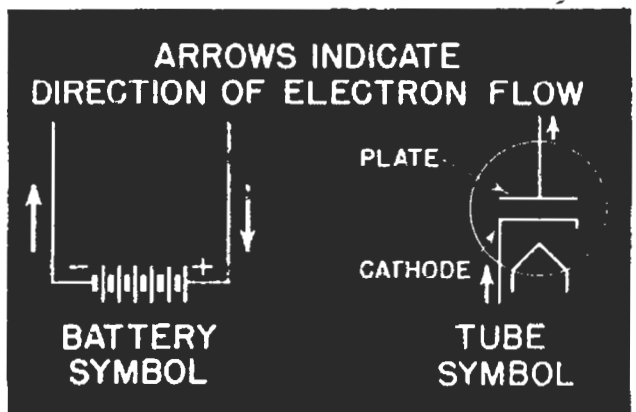 ARROWS INDICATE
DIRECTION OF ELECTRON FLOW
PLATE
CATHODE
- +
BATTERY
SYMBOL
TUBE
SYMBOL